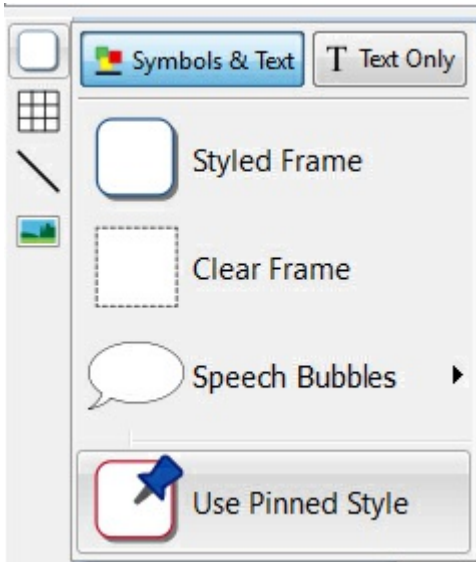 Symbols & Text
T Text Only
Styled Frame
Clear Frame
Speech Bubbles
Use Pinned Style